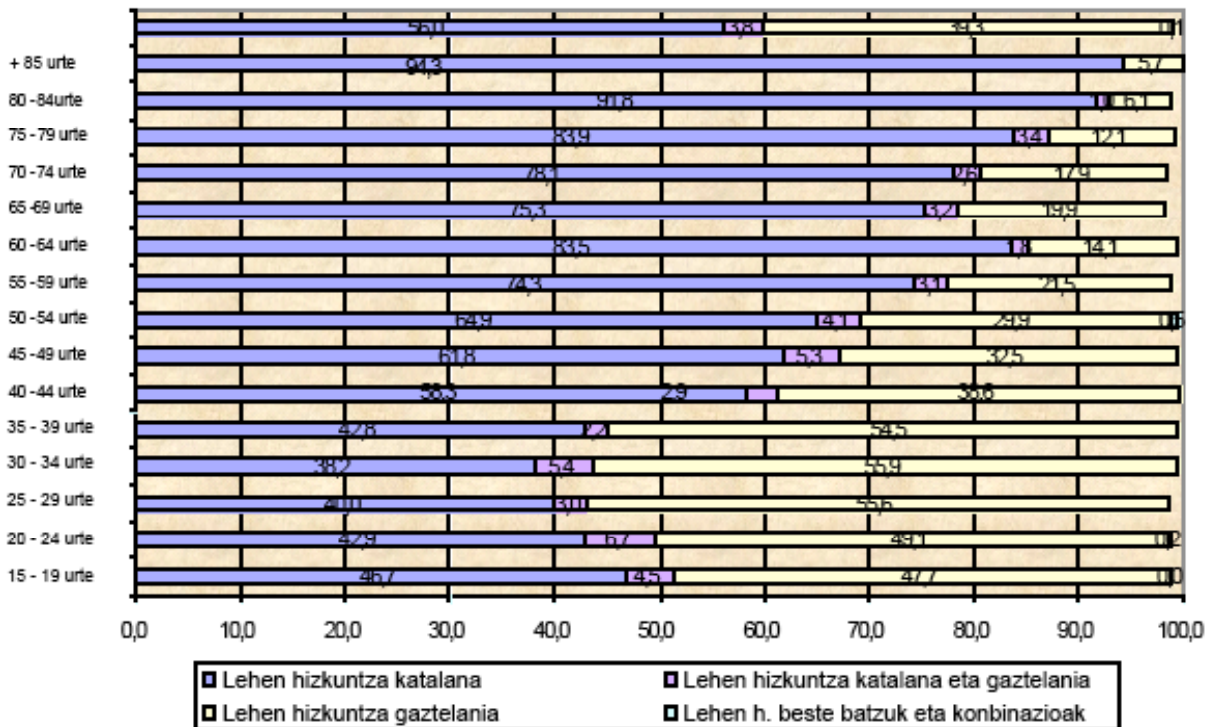 56,0 3,8 39,3 0,1
+ 85 urte 94,3 5,7
80 -84urte 91,8 6,1
75 -79 urte 83,9 3,4 12,1
70 -74 urte 78,1 2,6 17,9
65 -69 urte 75,3 3,2 19,9
60 -64 urte 83,5 1,8 14,1
55 -59 urte 74,3 3,1 21,5
50 -54 urte 64,9 4,1 29,9
45 -49 urte 61,8 5,3 32,5
40 -44 urte 58,3 2,9 38,6
35 - 39 urte 42,8 2,2 54,5
30 - 34 urte 38,2 5,4 55,9
25 - 29 urte 40,0 3,0 55,6
20 - 24 urte 42,9 6,7 49,1
15 - 19 urte 46,7 4,5 47,7
0,0 10,0 20,0 30,0 40,0 50,0 60,0 70,0 80,0 90,0 100,0
Lehen hizkuntza katalana Lehen hizkuntza katalana eta gaztelania
Lehen hizkuntza gaztelania Lehen h. beste batzuk eta konbinazioak